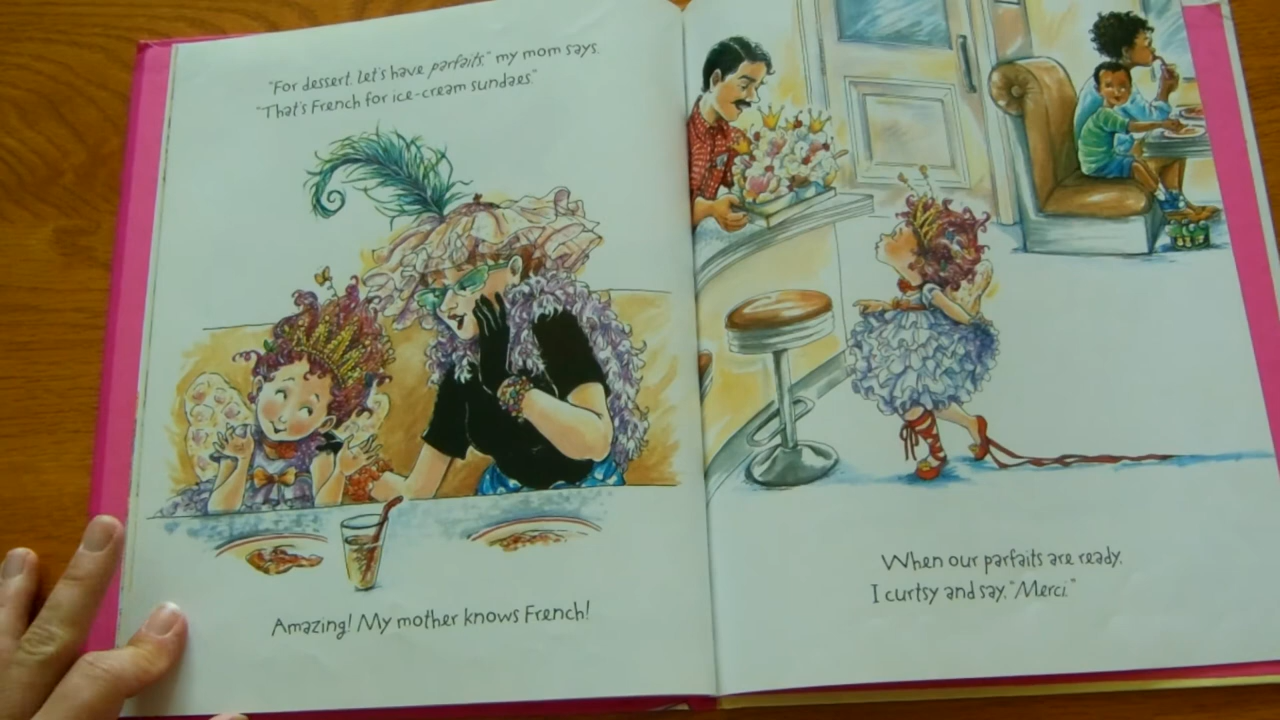 "For dessert, let's have parfaits," my mom says.
"That's French for ice-cream sundaes."
Amazing! My mother knows French!
When our parfaits are ready,
I curtsy and say, "Merci."